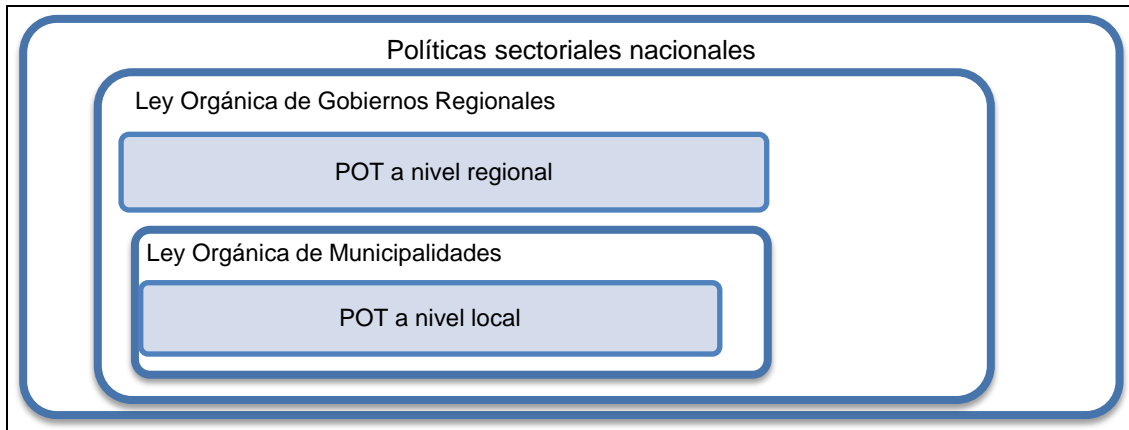 Políticas sectoriales nacionales
Ley Orgánica de Gobiernos Regionales
POT a nivel regional
Ley Orgánica de Municipalidades
POT a nivel local